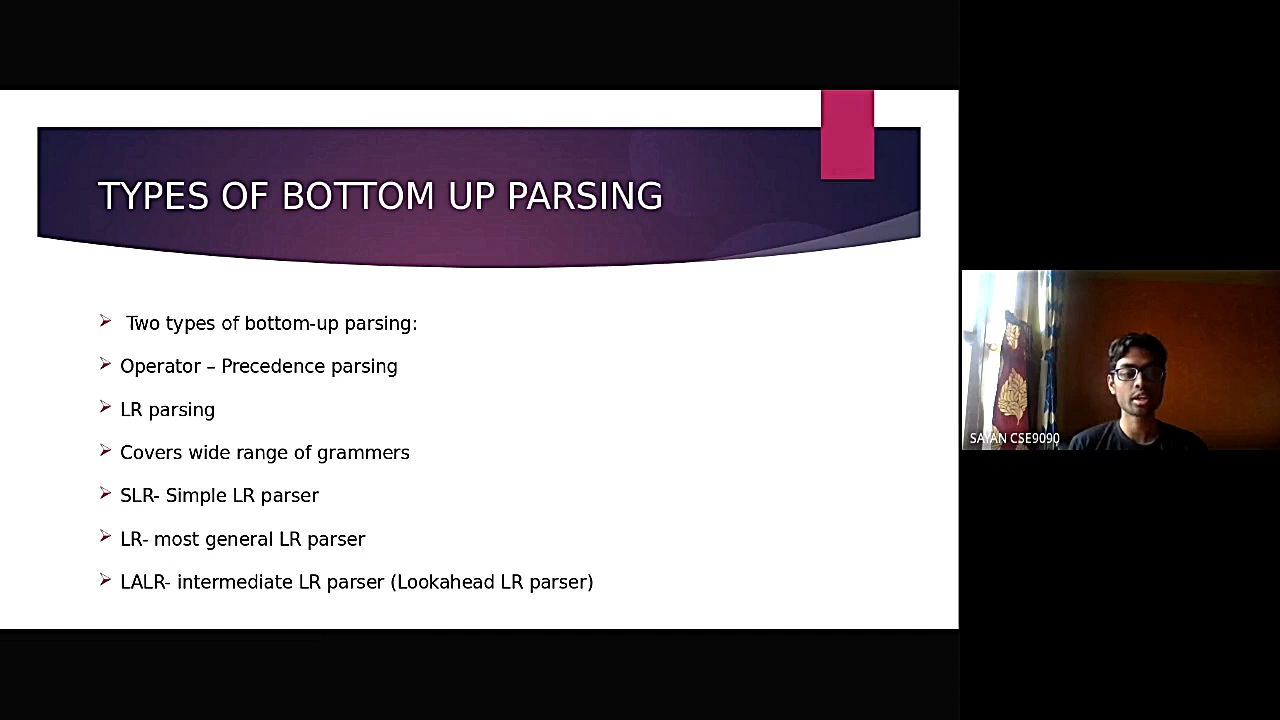 TYPES OF BOTTOM UP PARSING
Two types of bottom-up parsing:
Operator – Precedence parsing
LR parsing
Covers wide range of grammers
SLR- Simple LR parser
LR- most general LR parser
LALR- intermediate LR parser (Lookahead LR parser)
SAYAN CSE9090